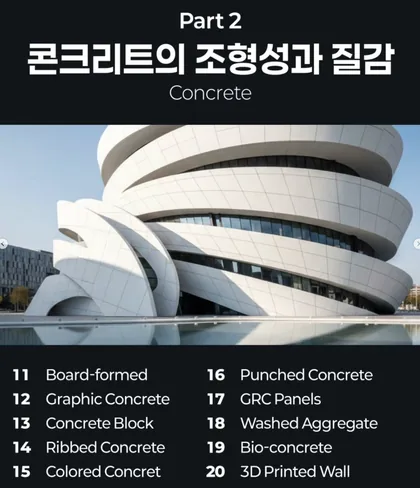 Part 2
콘크리트의 조형성과 질감
Concrete
11 Board-formed
12 Graphic Concrete
13 Concrete Block
14 Ribbed Concrete
15 Colored Concret
16 Punched Concrete
17 GRC Panels
18 Washed Aggregate
19 Bio-concrete
20 3D Printed Wall